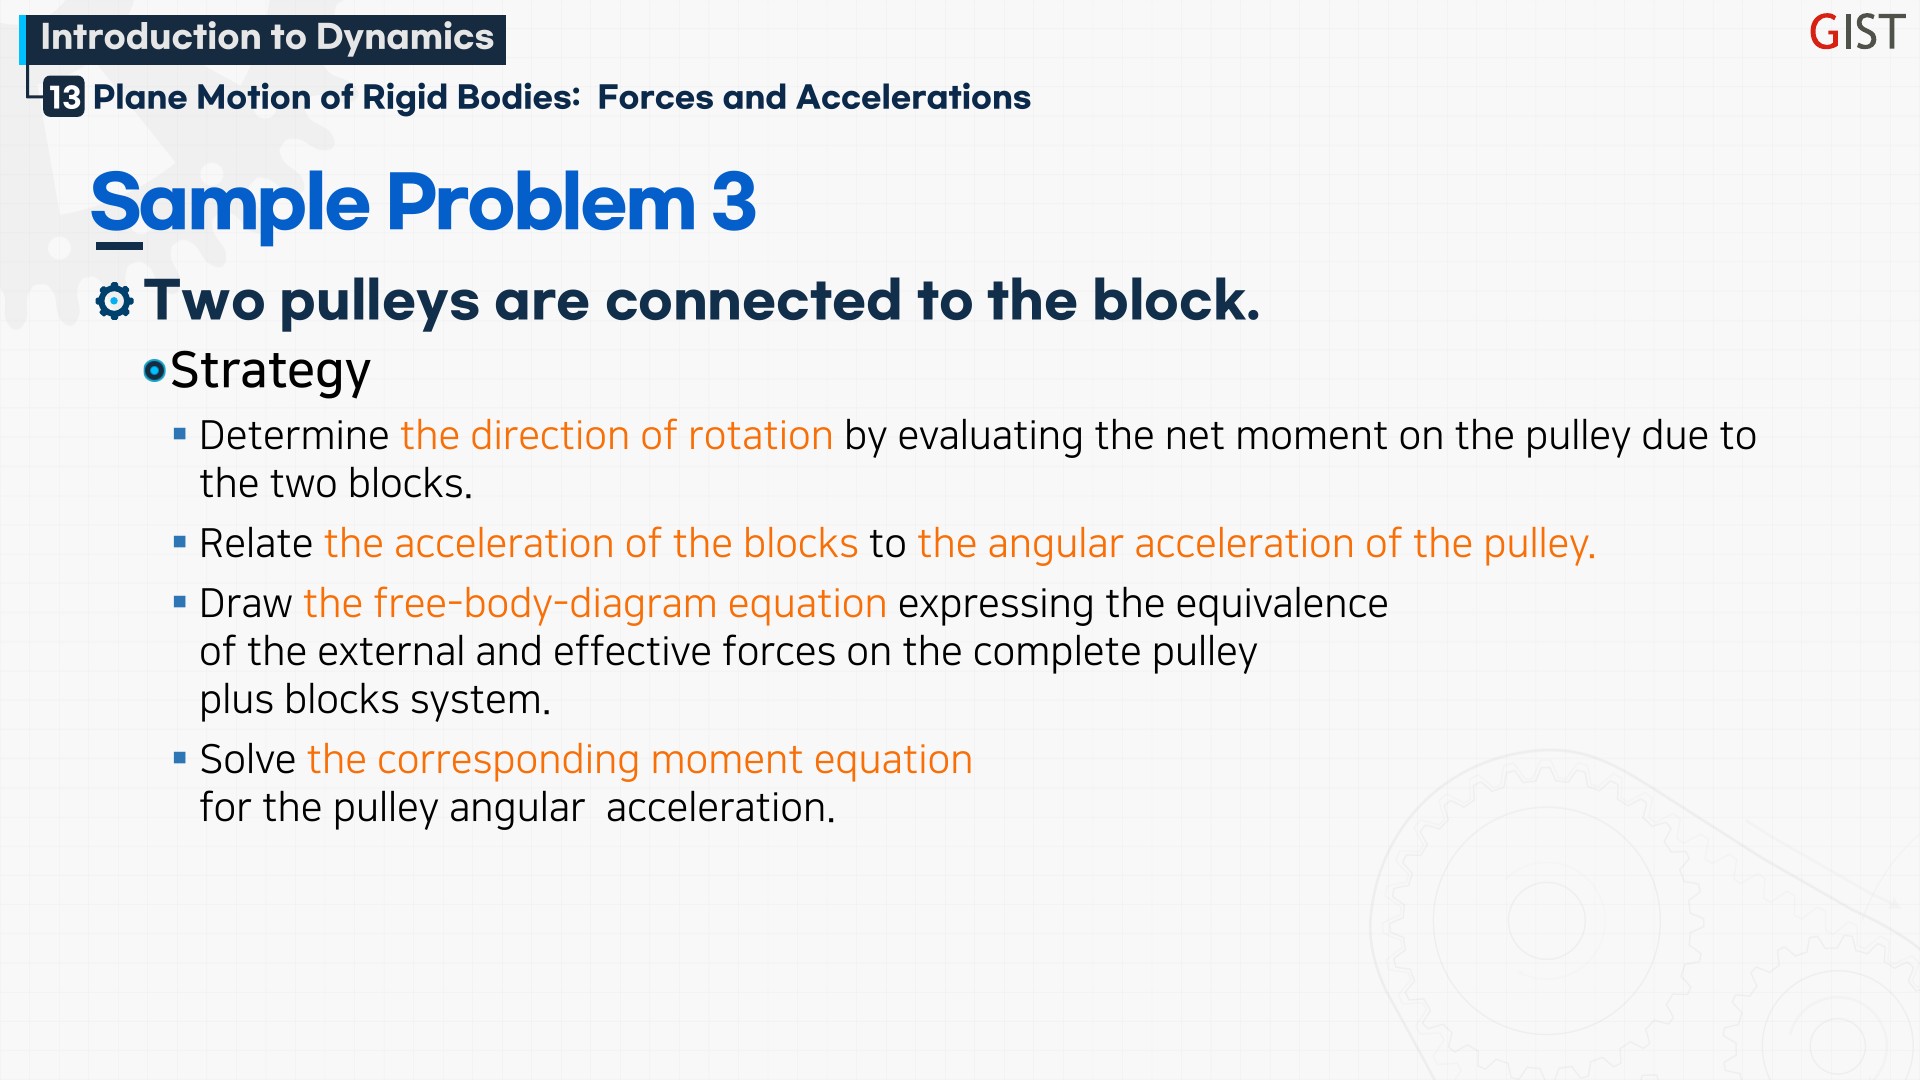 Introduction to Dynamics
GIST
13 Plane Motion of Rigid Bodies: Forces and Accelerations
Sample Problem 3
Two pulleys are connected to the block.
Strategy
Determine the direction of rotation by evaluating the net moment on the pulley due to
the two blocks.
Relate the acceleration of the blocks to the angular acceleration of the pulley.
Draw the free-body-diagram equation expressing the equivalence
of the external and effective forces on the complete pulley
plus blocks system.
Solve the corresponding moment equation
for the pulley angular acceleration.